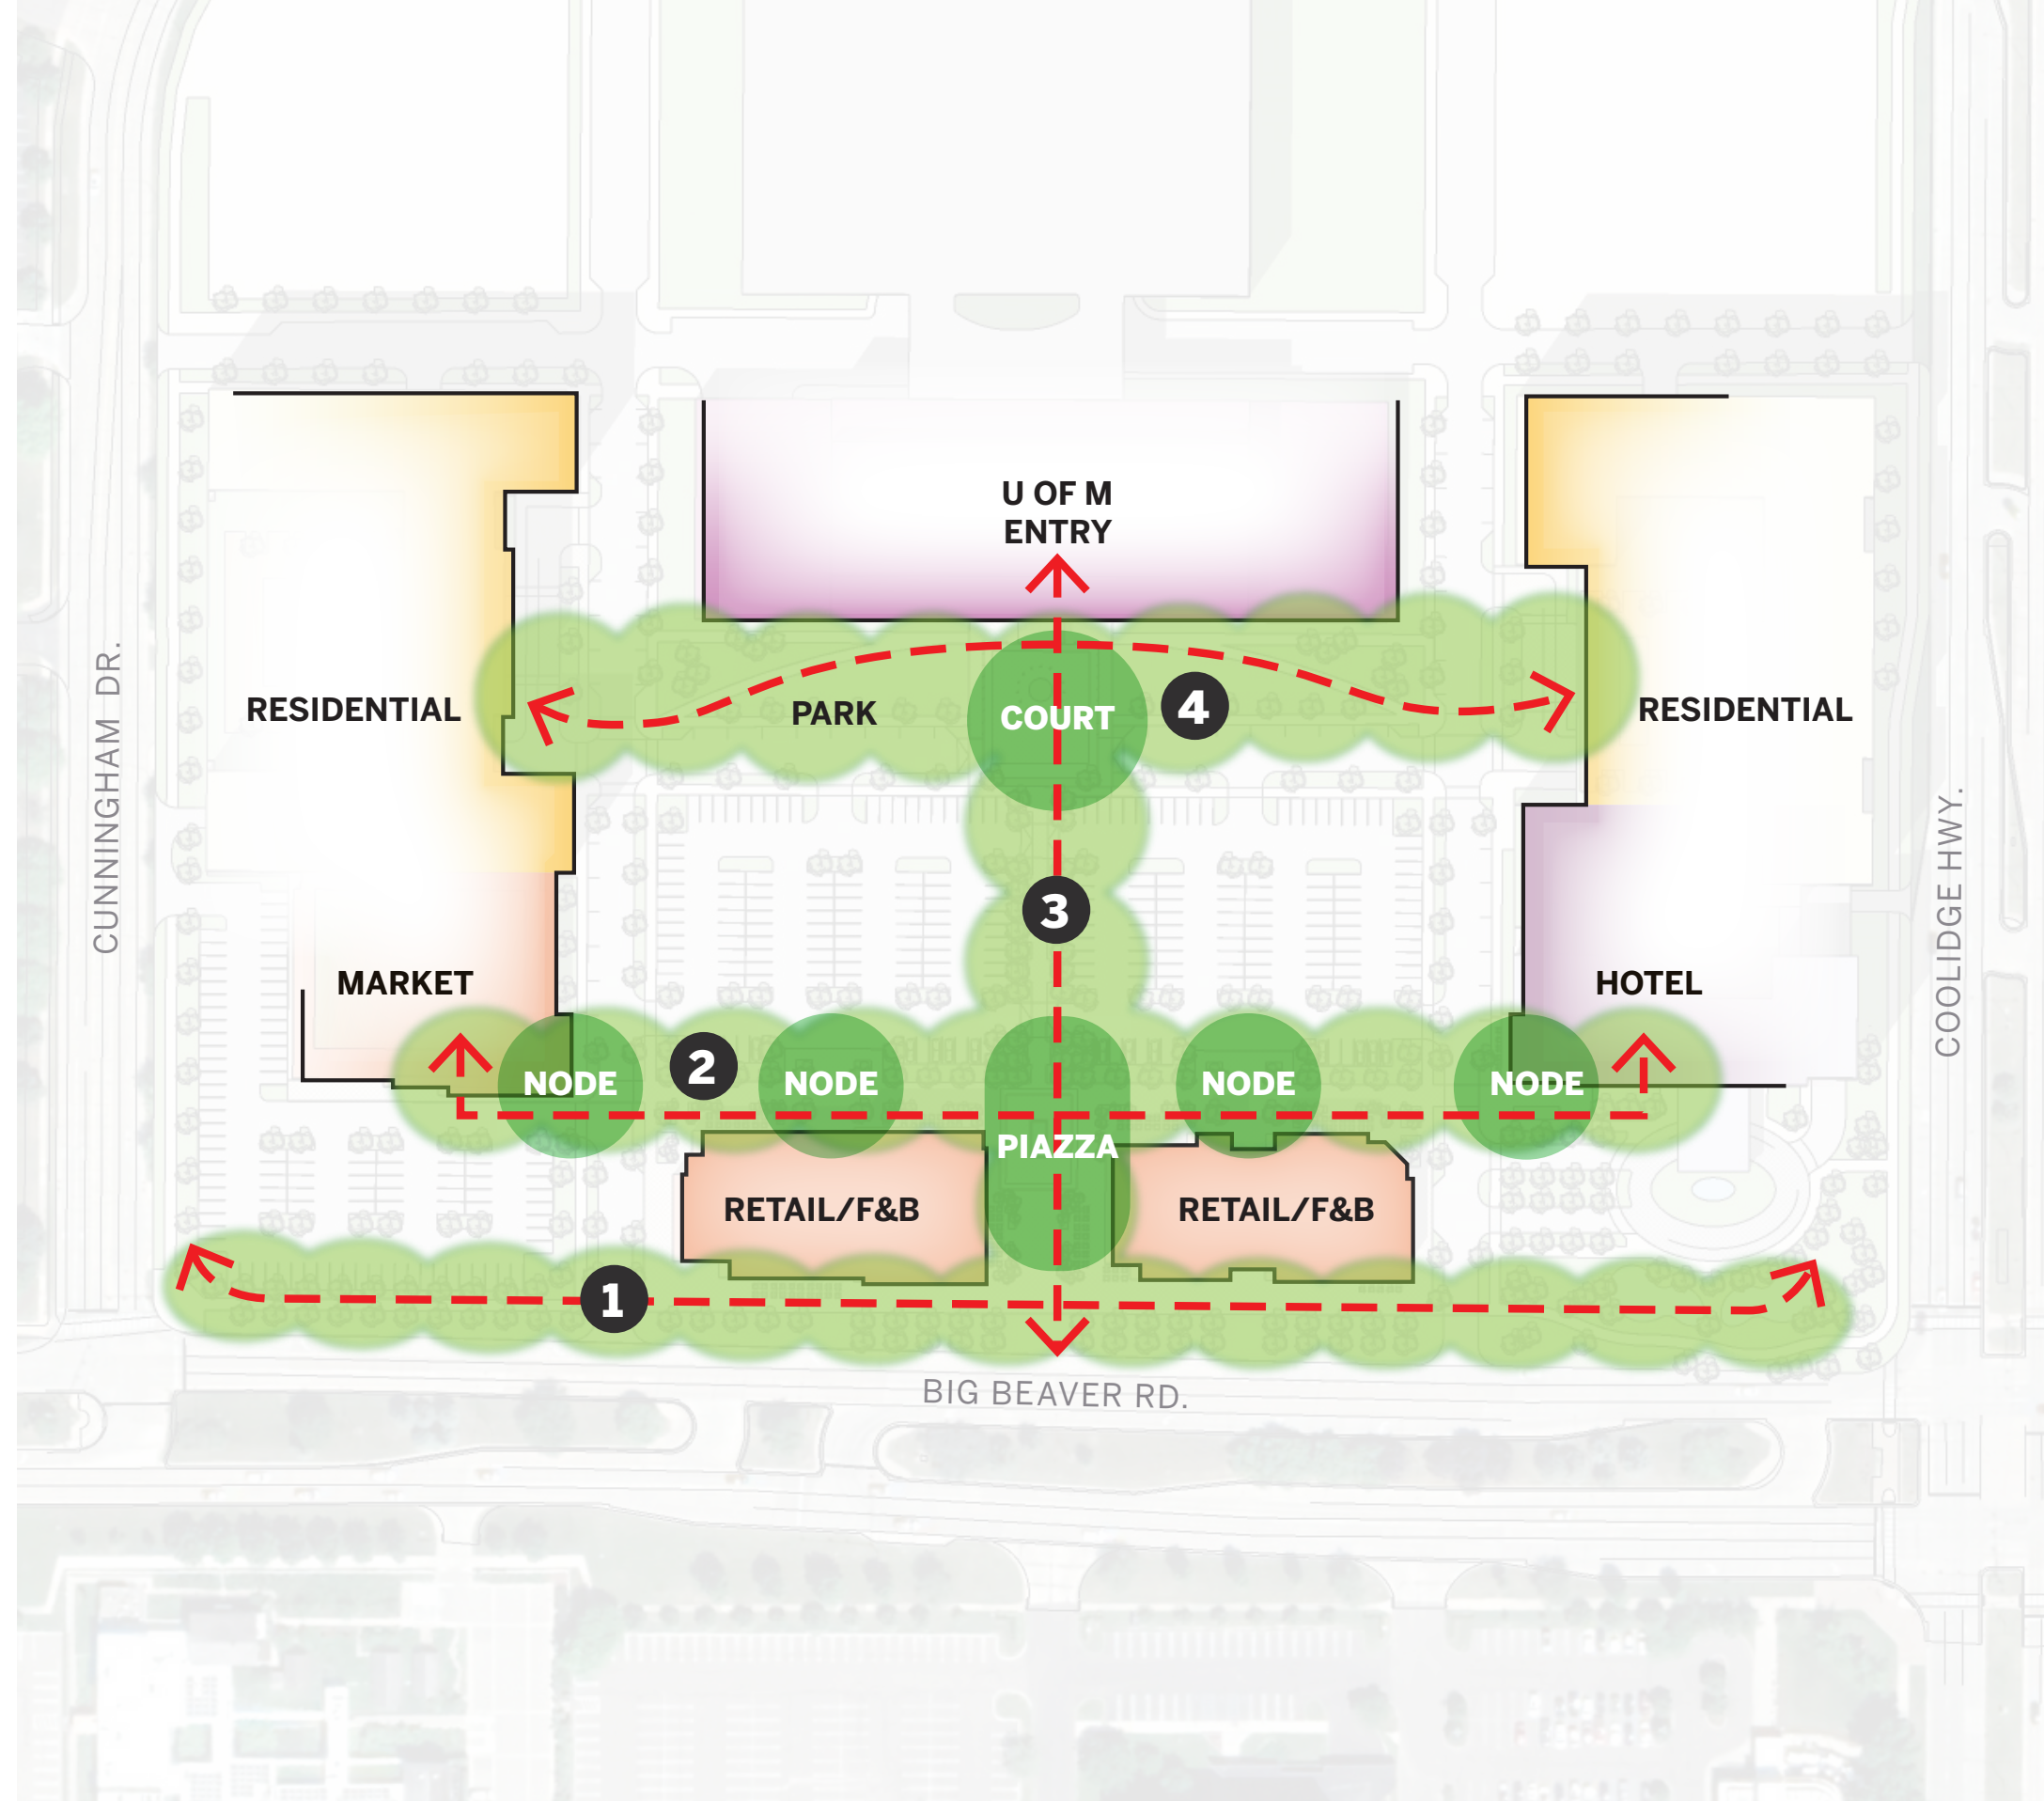 U OF M
ENTRY
CUNNINGHAM DR.
RESIDENTIAL
PARK
COURT
4
RESIDENTIAL
COOLIDGE HWY.
3
MARKET
HOTEL
2
NODE
NODE
NODE
NODE
PIAZZA
RETAIL/F&B
RETAIL/F&B
1
BIG BEAVER RD.